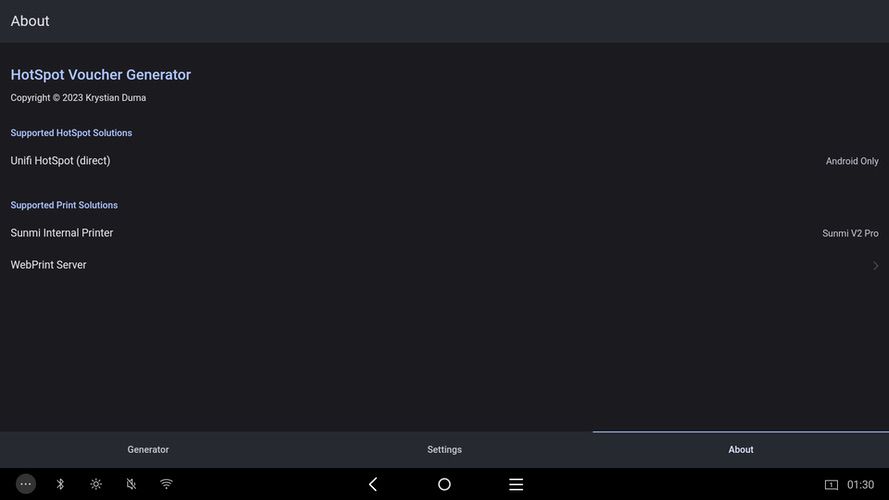 About
HotSpot Voucher Generator
Copyright © 2023 Krystian Duma
Supported HotSpot Solutions
Unifi HotSpot (direct) Android Only
Supported Print Solutions
Sunmi Internal Printer Sunmi V2 Pro
WebPrint Server
Generator Settings About
1 01:30